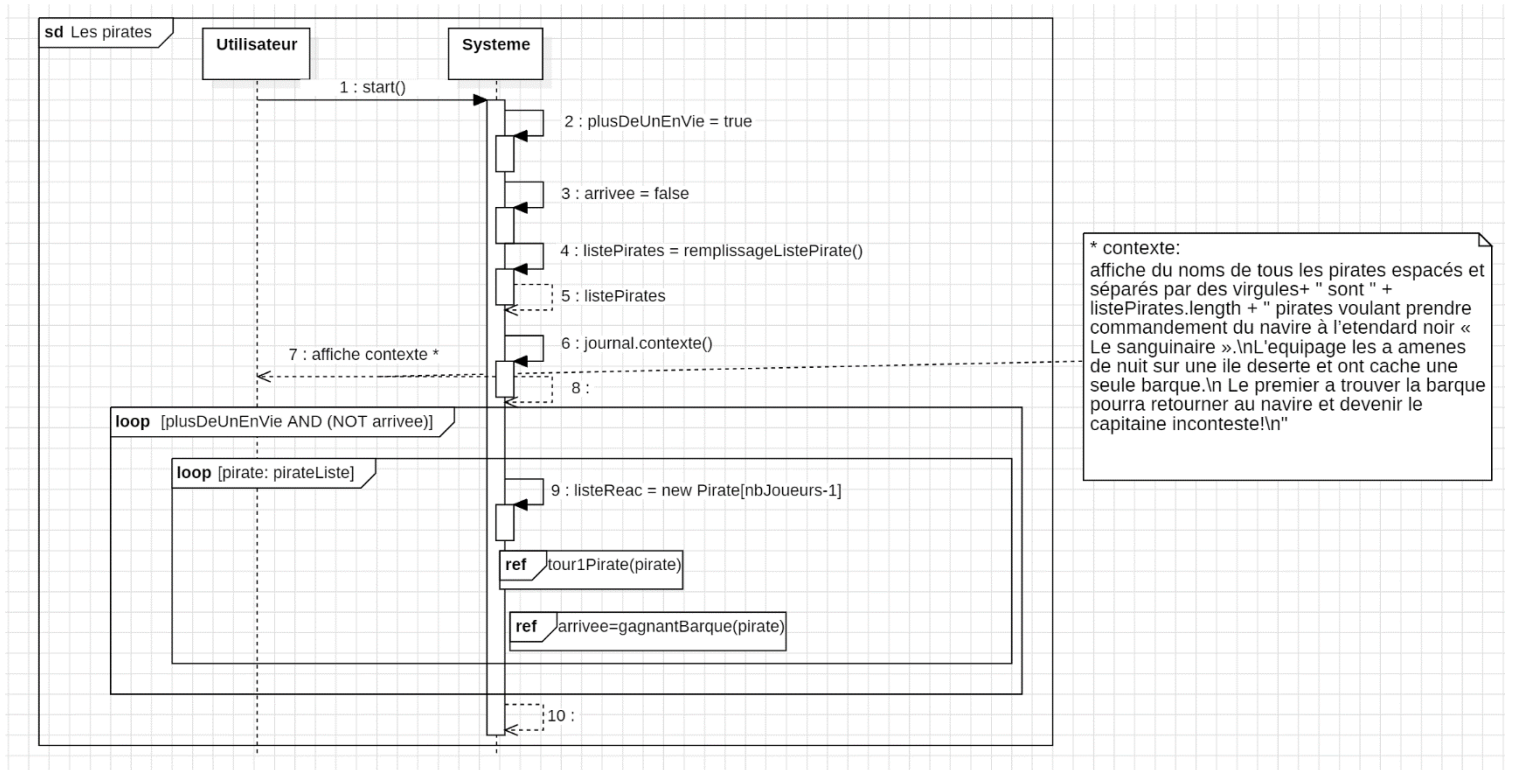 sd Les pirates
Utilisateur
Systeme
1 : start()
2 : plusDeUnEnVie = true
3 : arrivee = false
4 : listePirates = remplissageListePirate()
5 : listePirates
6 : journal.contexte()
7 : affiche contexte *
8 :
* contexte:
affiche du noms de tous les pirates espacés et
séparés par des virgules+ " sont " +
listePirates.length + " pirates voulant prendre
commandement du navire à l’etendard noir «
Le sanguinaire ».\nL'equipage les a amenes
de nuit sur une ile deserte et ont cache une
seule barque.\n Le premier a trouver la barque
pourra retourner au navire et devenir le
capitaine inconteste!\n"
loop [plusDeUnEnVie AND (NOT arrivee)]
loop [pirate: pirateListe]
9 : listeReac = new Pirate[nbJoueurs-1]
ref tour1Pirate(pirate)
ref arrivee=gagnantBarque(pirate)
10 :